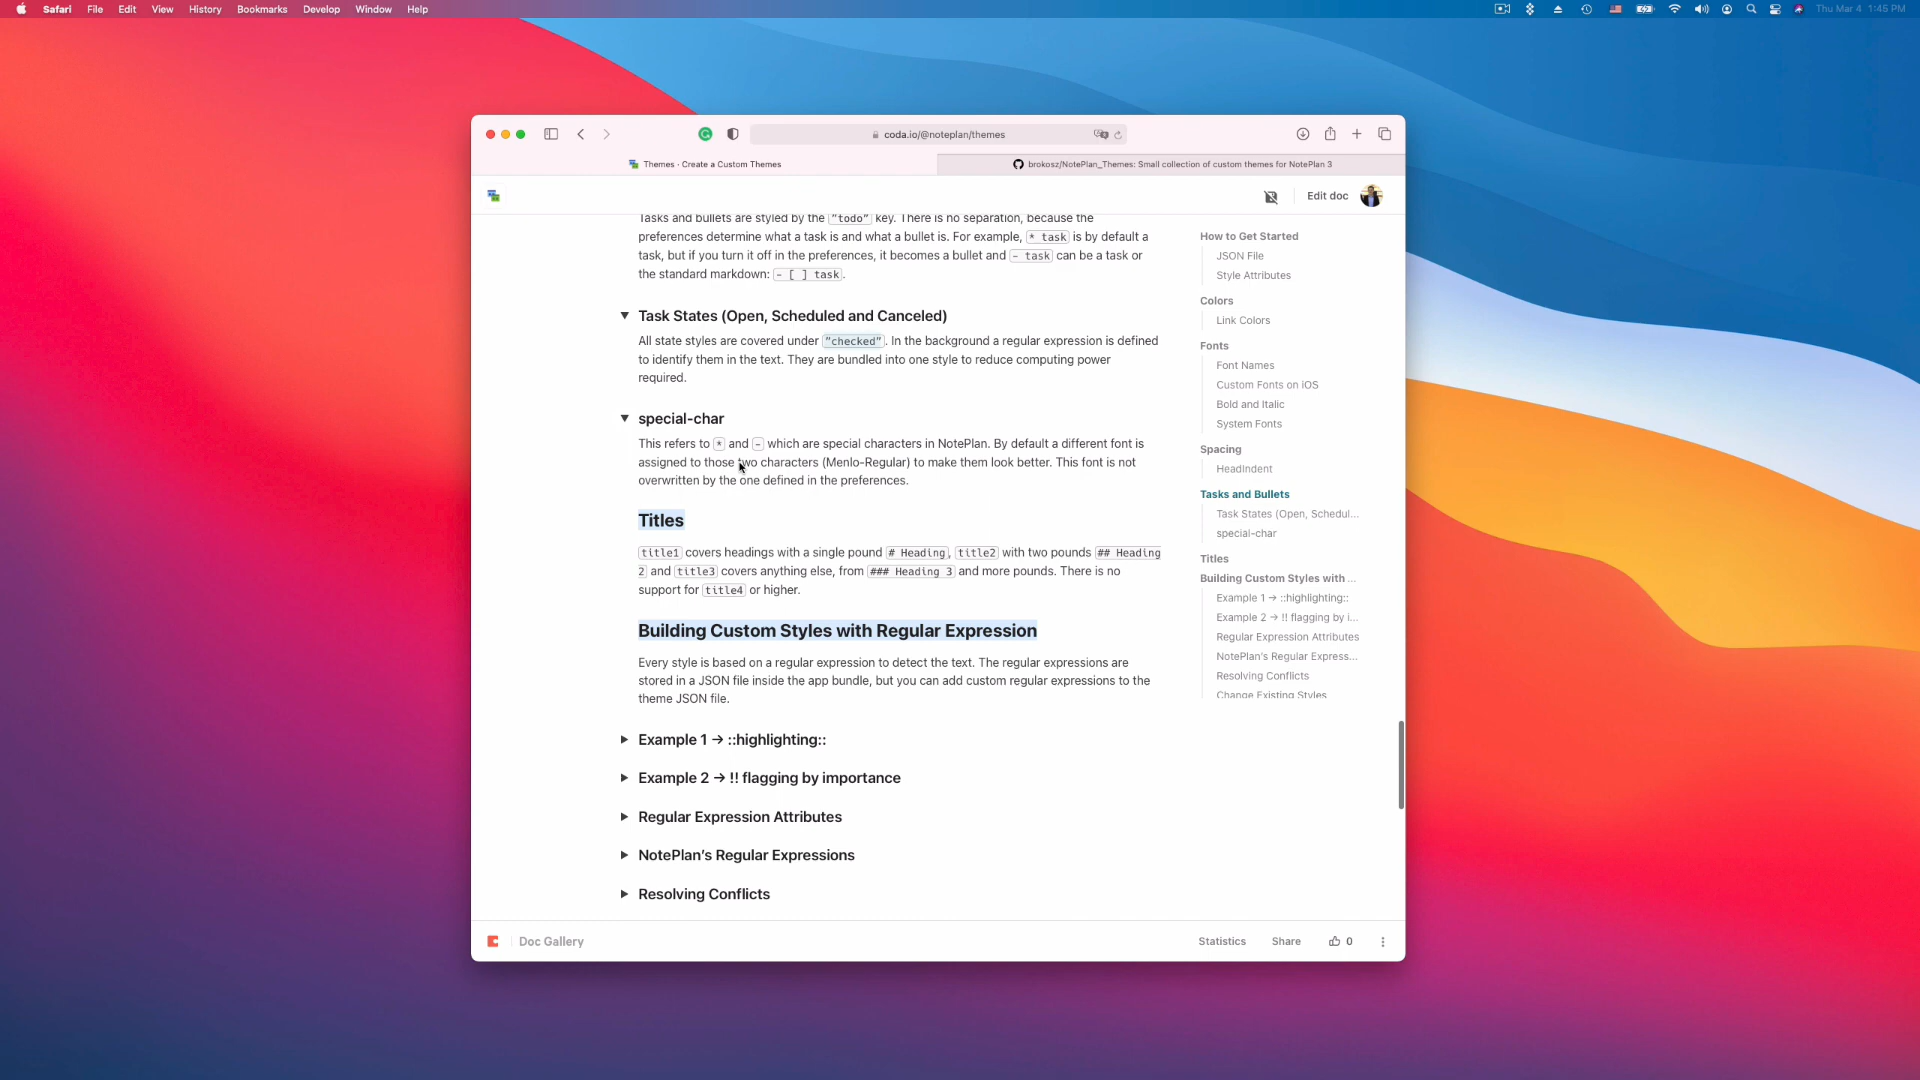 Safari File Edit View History Bookmarks Develop Window Help
Thu Mar 4 1:45 PM
coda.io/@noteplan/themes
Themes · Create a Custom Themes
brokosz/NotePlan_Themes: Small collection of custom themes for NotePlan 3
Edit doc
Tasks and bullets are styled by the "todo" key. There is no separation, because the
preferences determine what a task is and what a bullet is. For example, * task is by default a
task, but if you turn it off in the preferences, it becomes a bullet and - task can be a task or
the standard markdown: - [ ] task.
▼ Task States (Open, Scheduled and Canceled)
All state styles are covered under "checked". In the background a regular expression is defined
to identify them in the text. They are bundled into one style to reduce computing power
required.
▼ special-char
This refers to * and - which are special characters in NotePlan. By default a different font is
assigned to those two characters (Menlo-Regular) to make them look better. This font is not
overwritten by the one defined in the preferences.
Titles
title1 covers headings with a single pound # Heading, title2 with two pounds ## Heading
2 and title3 covers anything else, from ### Heading 3 and more pounds. There is no
support for title4 or higher.
Building Custom Styles with Regular Expression
Every style is based on a regular expression to detect the text. The regular expressions are
stored in a JSON file inside the app bundle, but you can add custom regular expressions to the
theme JSON file.
▶ Example 1 → ::highlighting::
▶ Example 2 → !! flagging by importance
▶ Regular Expression Attributes
▶ NotePlan's Regular Expressions
▶ Resolving Conflicts
How to Get Started
JSON File
Style Attributes
Colors
Link Colors
Fonts
Font Names
Custom Fonts on iOS
Bold and Italic
System Fonts
Spacing
HeadIndent
Tasks and Bullets
Task States (Open, Schedul...
special-char
Titles
Building Custom Styles with ...
Example 1 → ::highlighting::
Example 2 → !! flagging by i...
Regular Expression Attributes
NotePlan's Regular Express...
Resolving Conflicts
Change Existing Styles
Doc Gallery
Statistics Share 0